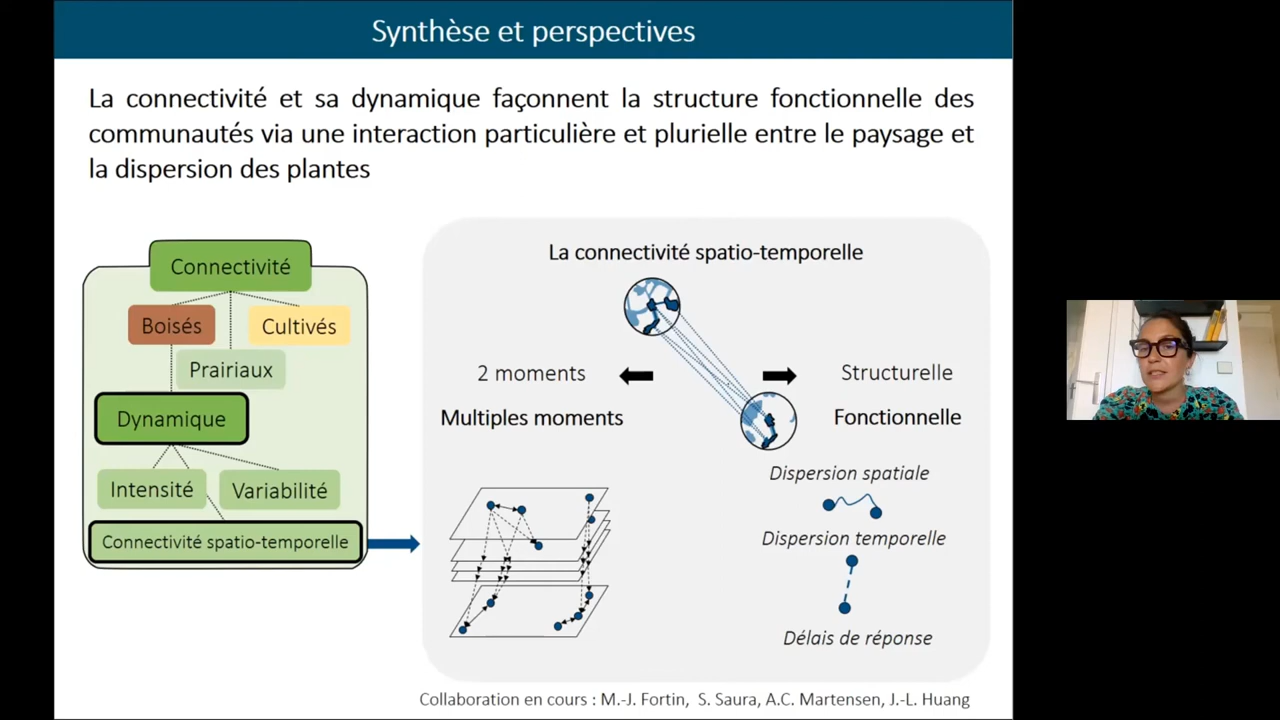 Synthèse et perspectives
La connectivité et sa dynamique façonnent la structure fonctionnelle des
communautés via une interaction particulière et plurielle entre le paysage et
la dispersion des plantes
Connectivité
Boisés
Cultivés
Prairiaux
Dynamique
Intensité
Variabilité
Connectivité spatio-temporelle
La connectivité spatio-temporelle
2 moments
Structurelle
Multiples moments
Fonctionnelle
Dispersion spatiale
Dispersion temporelle
Délais de réponse
Collaboration en cours : M.-J. Fortin, S. Saura, A.C. Martensen, J.-L. Huang